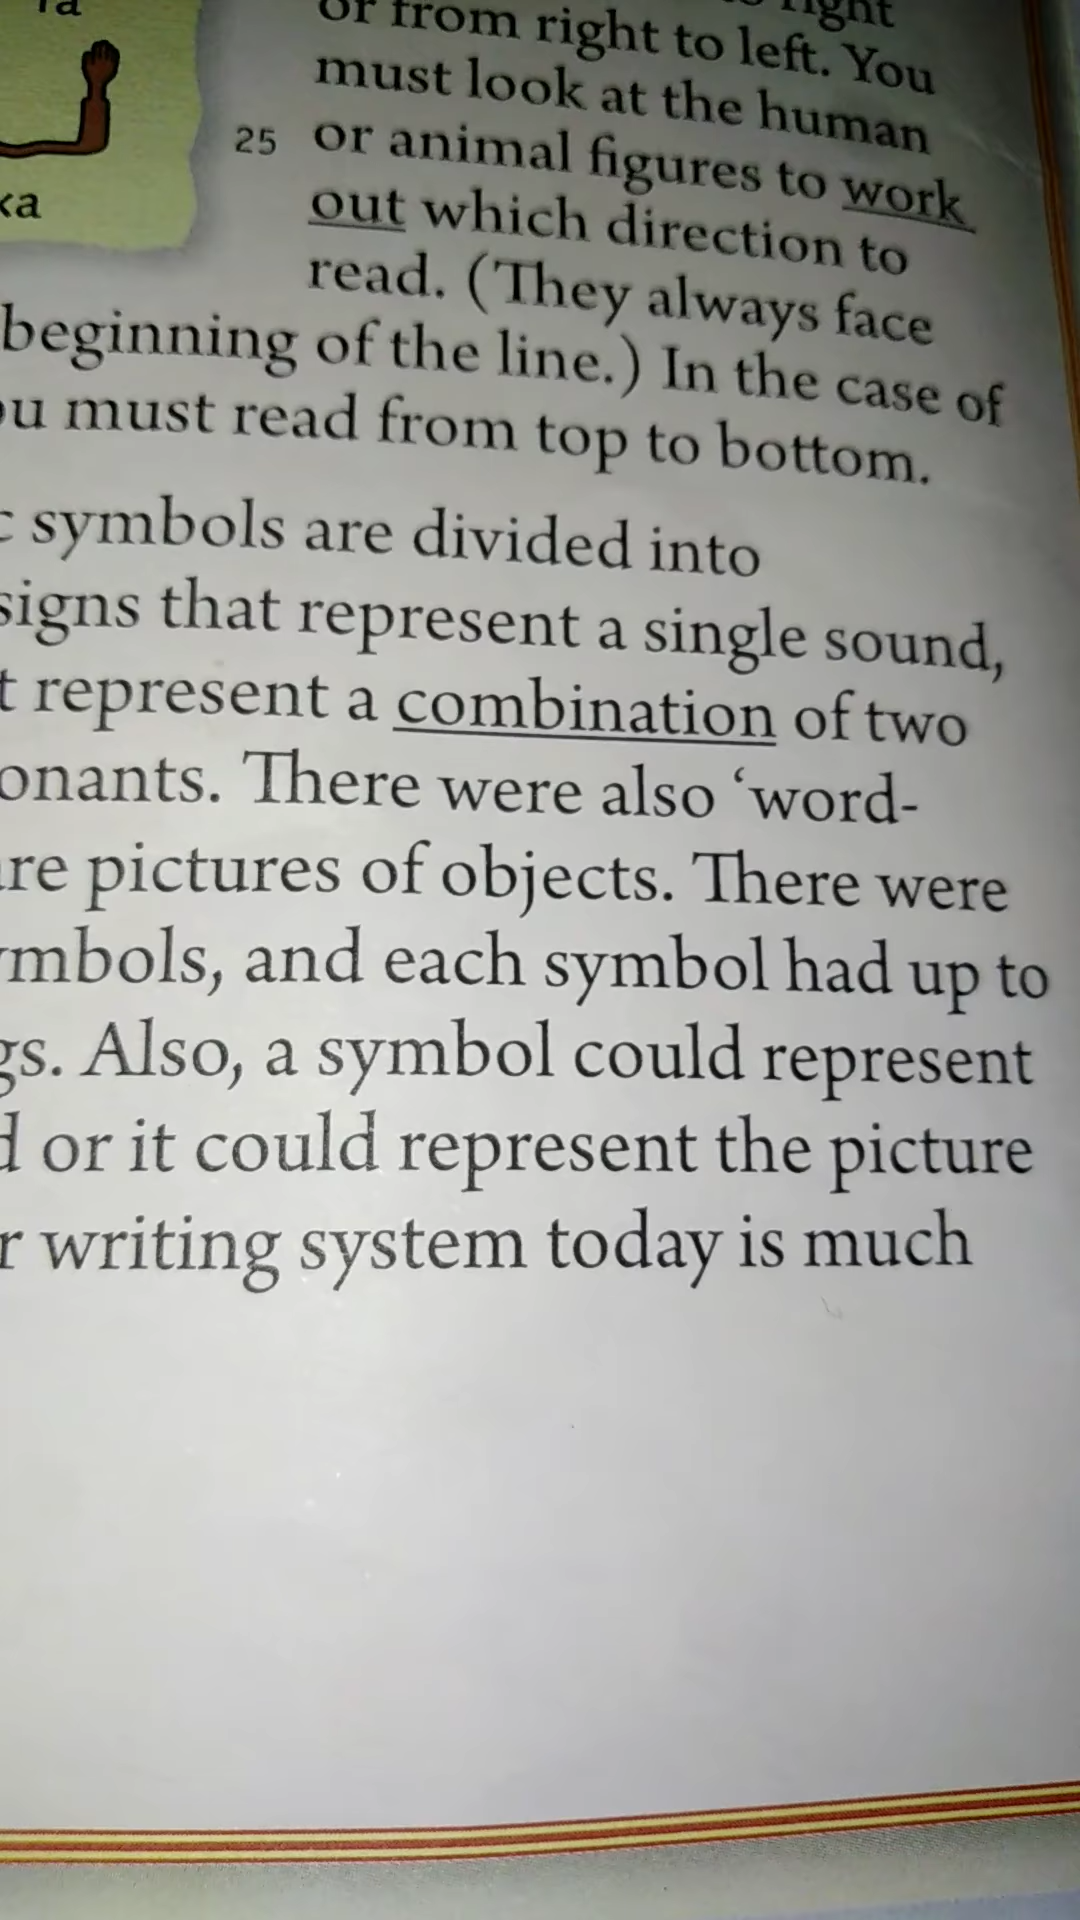 or from right to left. You
must look at the human
25 or animal figures to work
out which direction to
read. (They always face
beginning of the line.) In the case of
must read from top to bottom.
symbols are divided into
signs that represent a single sound,
represent a combination of two
There were also ‘word-
pictures of objects. There were
and each symbol had up to
Also, a symbol could represent
or it could represent the picture
writing system today is much